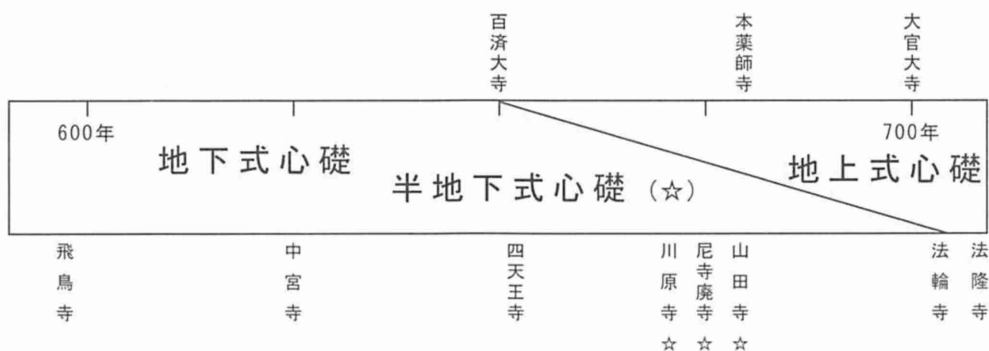 百済大寺
本薬師寺
大官大寺
600年
700年
地下式心礎
半地下式心礎(☆)
地上式心礎
飛鳥寺
中宮寺
四天王寺
川原寺☆
尼寺廃寺☆
山田寺☆
法輪寺
法隆寺